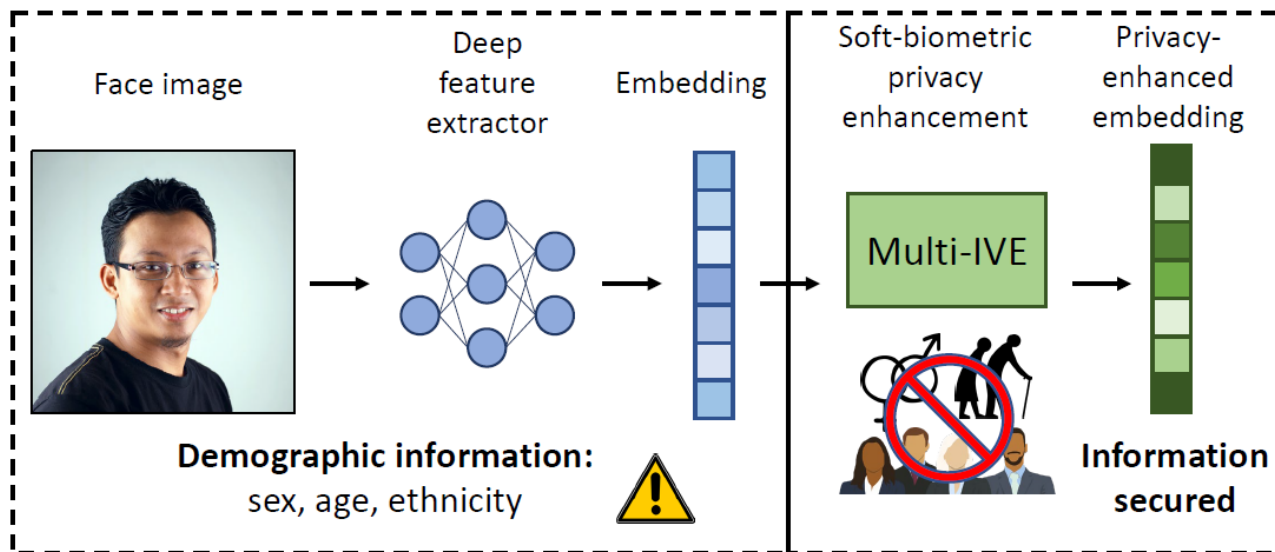 Face image
Deep
feature
extractor
Embedding
Soft-biometric
privacy
enhancement
Privacy-
enhanced
embedding
Multi-IVE
Demographic information:
sex, age, ethnicity
!
Information
secured